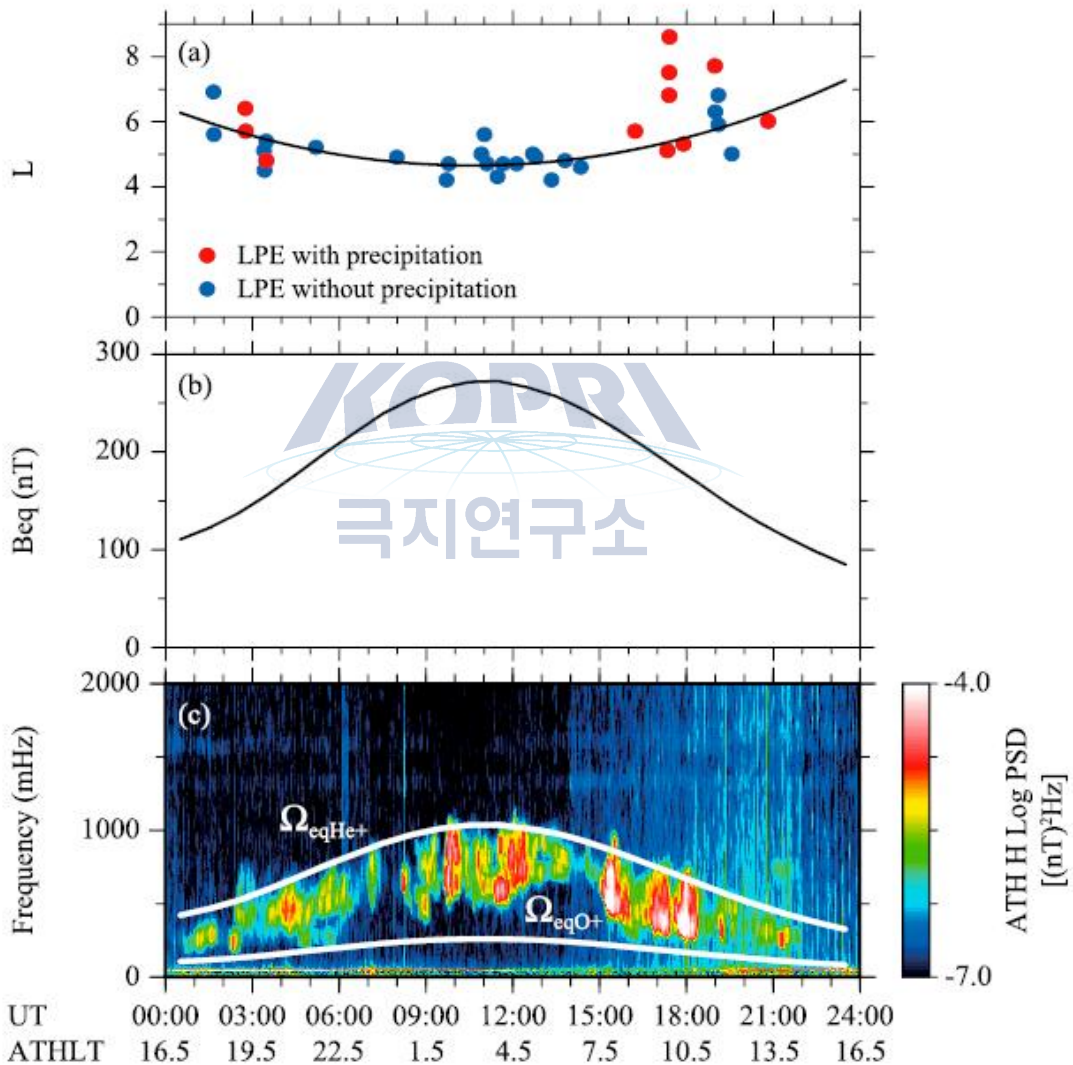 (a)
8
6
4
2
0
L
LPE with precipitation
LPE without precipitation
300
200
100
0
Beq (nT)
(b)
KOPRI
극지연구소
2000
1000
0
Frequency (mHz)
(c)
ΩeqHe+
ΩeqO+
-4.0
-7.0
ATH H Log PSD
[(nT)²Hz]
UT 00:00 03:00 06:00 09:00 12:00 15:00 18:00 21:00 24:00
ATHLT 16.5 19.5 22.5 1.5 4.5 7.5 10.5 13.5 16.5